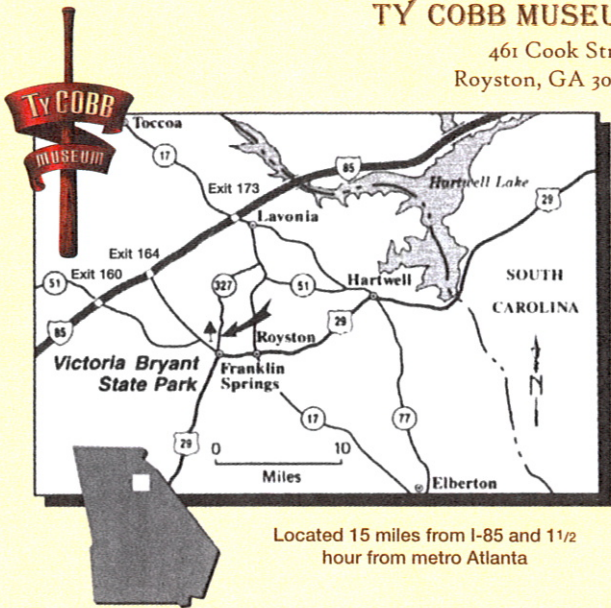 TY COBB MUSEU
461 Cook Str
Royston, GA 30
TY COBB
MUSEUM
Toccoa
17
85
Exit 173
Hartwell Lake
29
Lavonia
Exit 164
Exit 160
51
327
51
Hartwell
SOUTH
CAROLINA
85
Royston
29
Victoria Bryant
State Park
Franklin
Springs
N
17
77
29
0 10
Miles
Elberton
Located 15 miles from I-85 and 1 1/2
hour from metro Atlanta